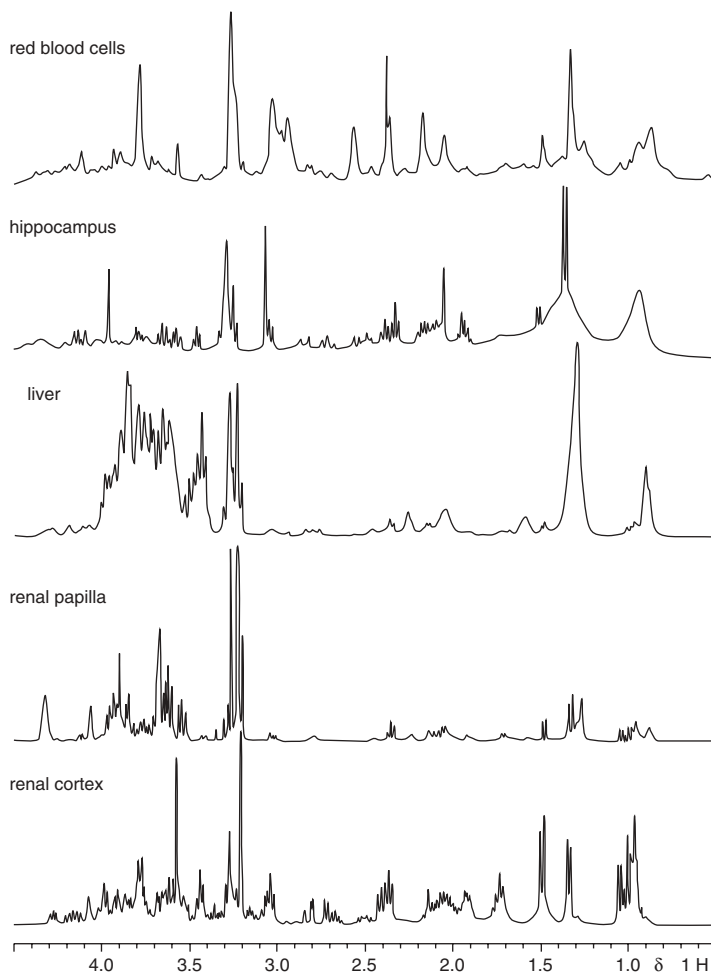 red blood cells
hippocampus
liver
renal papilla
renal cortex
4.0 3.5 3.0 2.5 2.0 1.5 1.0 δ 1 H